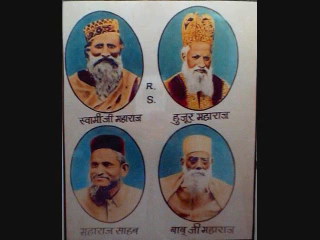 R.
S.
स्वामीजी महाराज
हुज़ूर महाराज
महाराज साहब
बाबुजी महाराज